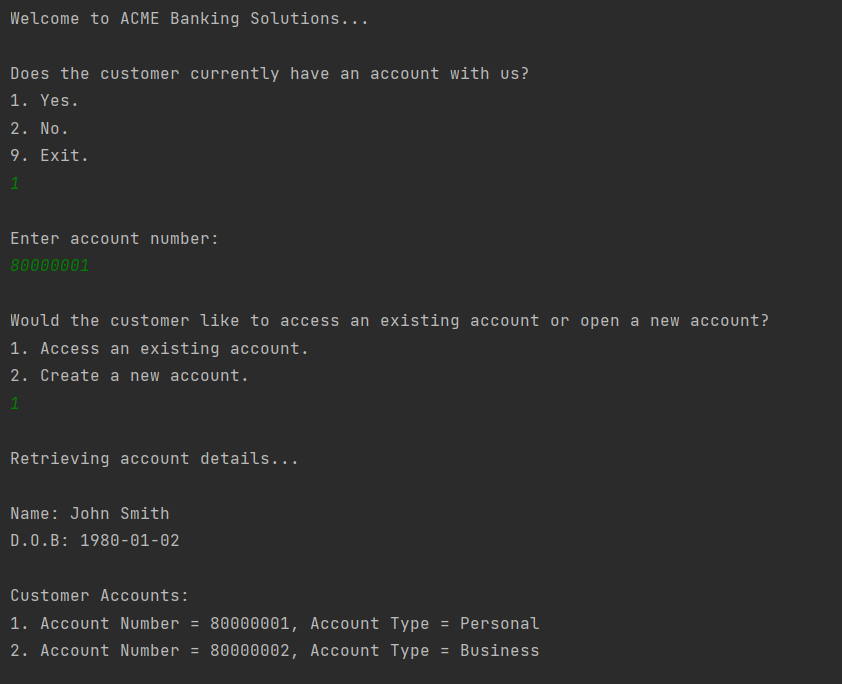 Welcome to ACME Banking Solutions...
Does the customer currently have an account with us?
1. Yes.
2. No.
9. Exit.
1
Enter account number:
80000001
Would the customer like to access an existing account or open a new account?
1. Access an existing account.
2. Create a new account.
1
Retrieving account details...
Name: John Smith
D.O.B: 1980-01-02
Customer Accounts:
1. Account Number = 80000001, Account Type = Personal
2. Account Number = 80000002, Account Type = Business